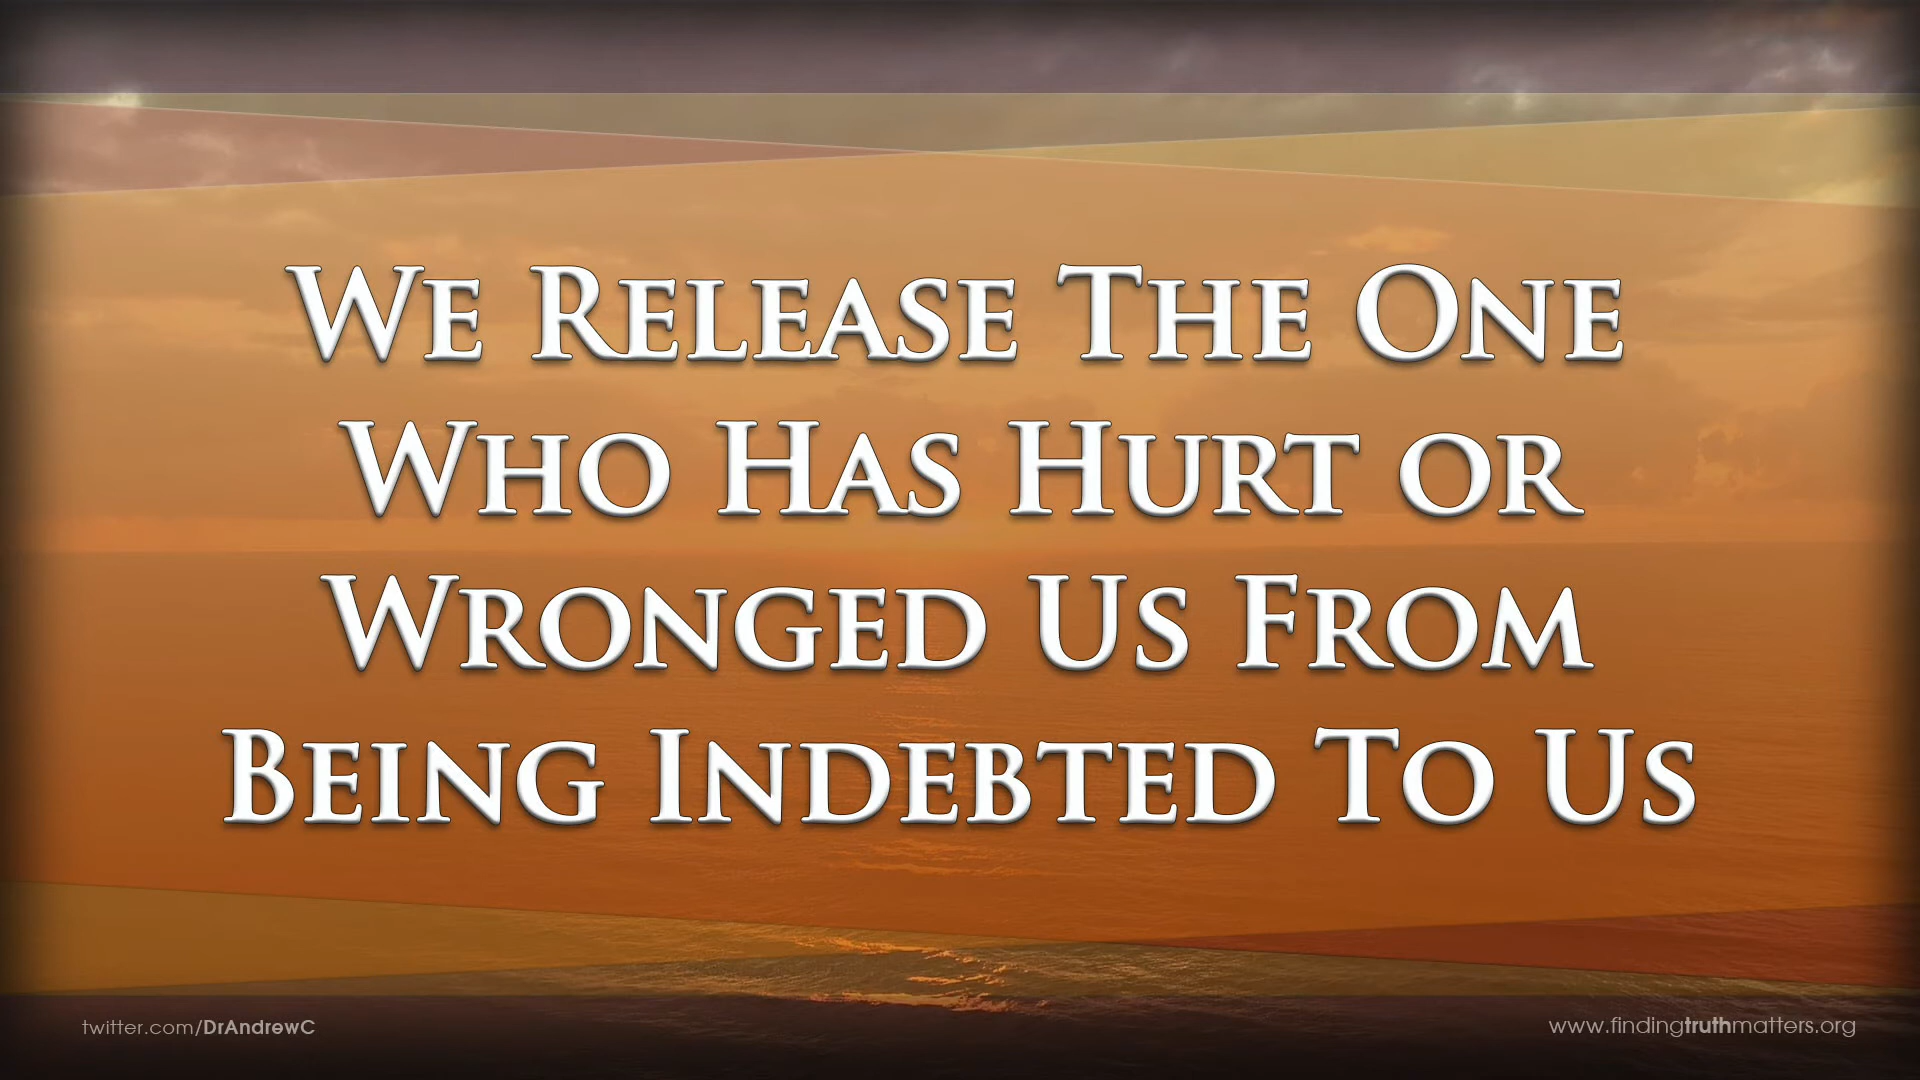 We Release The One
Who Has Hurt or
Wronged Us From
Being Indebted To Us
twitter.com/DrAndrewC
www.findingtruthmatters.org